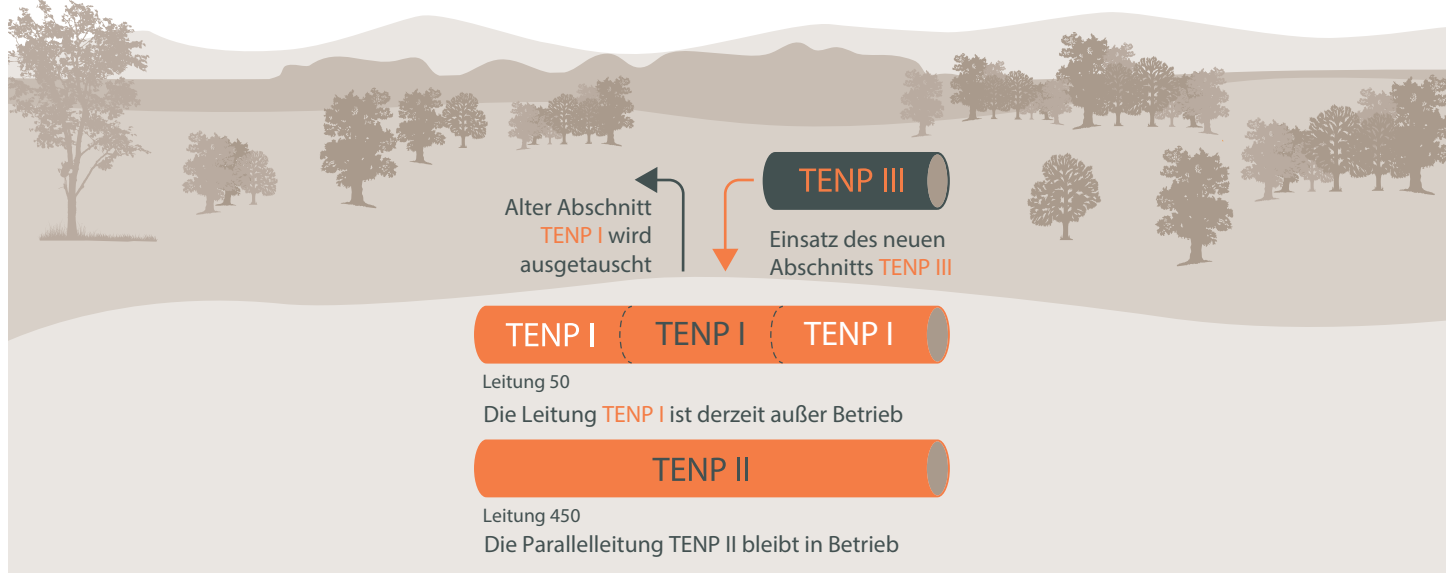 TENP III
Alter Abschnitt
TENP I wird
ausgetauscht
Einsatz des neuen
Abschnitts TENP III
TENP I TENP I TENP I
Leitung 50
Die Leitung TENP I ist derzeit außer Betrieb
TENP II
Leitung 450
Die Parallelleitung TENP II bleibt in Betrieb